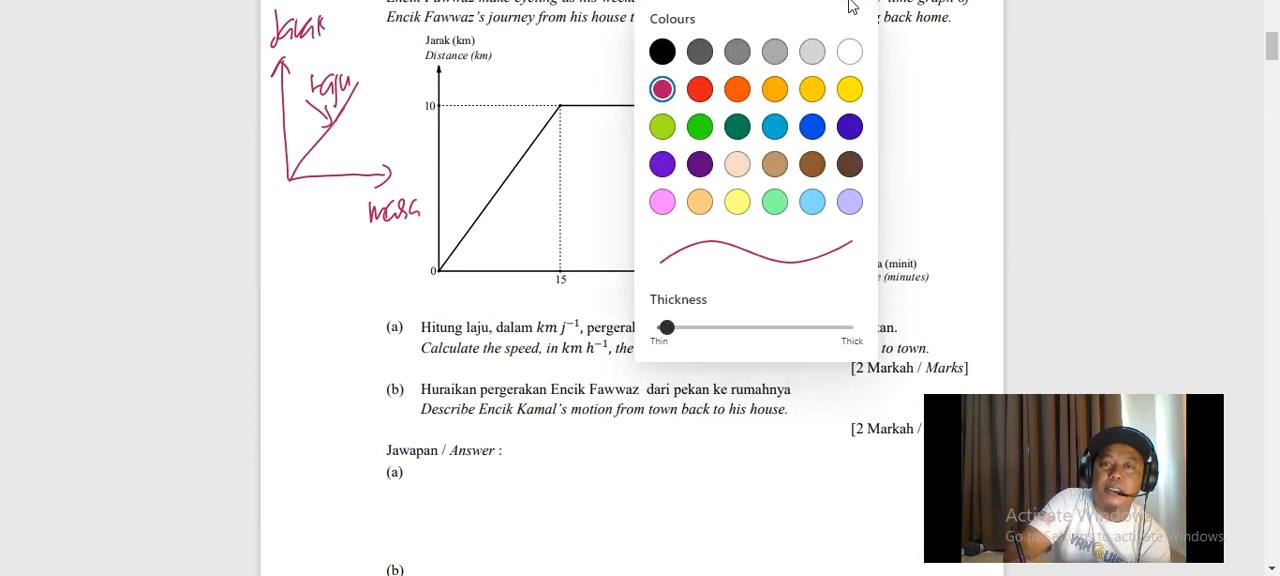 Encik Fawwaz's journey from his house t
g back home.
Jarak
Jarak (km)
Distance (km)
Laju
10
masa
0
15
a (minit)
e (minutes)
Colours
Thickness
Thin
Thick
(a) Hitung laju, dalam km j⁻¹, pergeral
kan.
Calculate the speed, in km h⁻¹, the
to town.
[2 Markah / Marks]
(b) Huraikan pergerakan Encik Fawwaz dari pekan ke rumahnya
Describe Encik Kamal's motion from town back to his house.
[2 Markah /
Jawapan / Answer :
(a)
(b)
Activate Windows
Go to Settings to activate Windows.